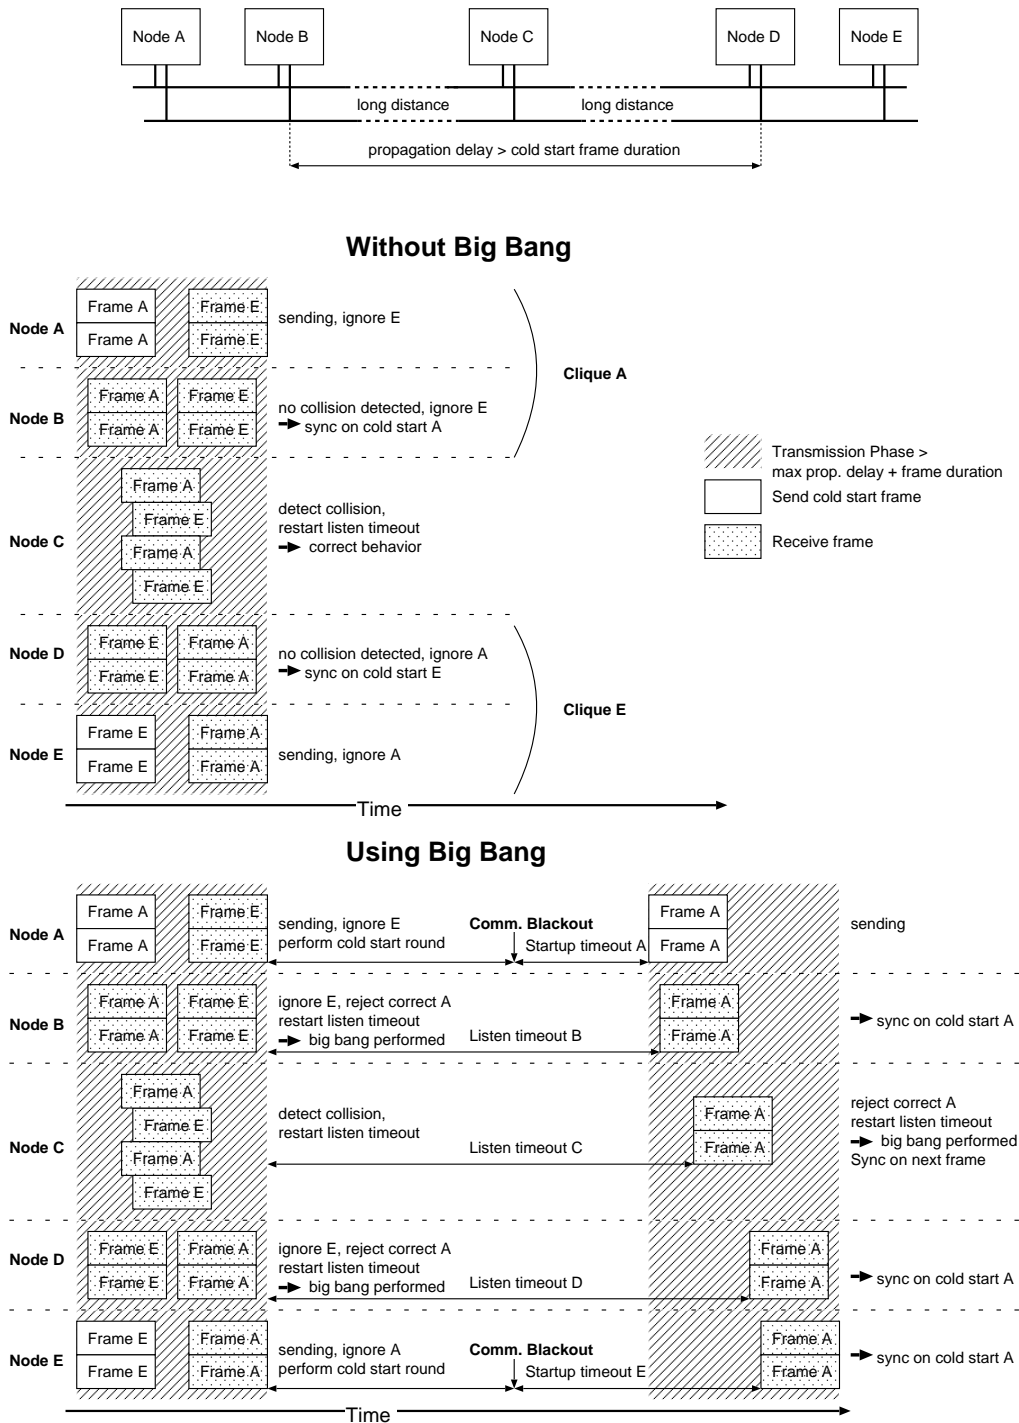 Node A
Node B
Node C
Node D
Node E
long distance
long distance
propagation delay > cold start frame duration
Without Big Bang
Node A
Frame A
Frame E
Frame A
Frame E
sending, ignore E
Clique A
Node B
Frame A
Frame E
Frame A
Frame E
no collision detected, ignore E
sync on cold start A
Transmission Phase >
max prop. delay + frame duration
Send cold start frame
Receive frame
Node C
Frame A
Frame E
Frame A
Frame E
detect collision,
restart listen timeout
correct behavior
Node D
Frame E
Frame A
Frame E
Frame A
no collision detected, ignore A
sync on cold start E
Clique E
Node E
Frame E
Frame A
Frame E
Frame A
sending, ignore A
Time
Using Big Bang
Node A
Frame A
Frame E
Frame A
Frame E
sending, ignore E
perform cold start round
Comm. Blackout
Startup timeout A
Frame A
Frame A
sending
Node B
Frame A
Frame E
Frame A
Frame E
ignore E, reject correct A
restart listen timeout
big bang performed
Listen timeout B
Frame A
Frame A
sync on cold start A
Node C
Frame A
Frame E
Frame A
Frame E
detect collision,
restart listen timeout
Listen timeout C
Frame A
Frame A
reject correct A
restart listen timeout
big bang performed
Sync on next frame
Node D
Frame E
Frame A
Frame E
Frame A
ignore E, reject correct A
restart listen timeout
big bang performed
Listen timeout D
Frame A
Frame A
sync on cold start A
Node E
Frame E
Frame A
Frame E
Frame A
sending, ignore A
perform cold start round
Comm. Blackout
Startup timeout E
Frame A
Frame A
sync on cold start A
Time